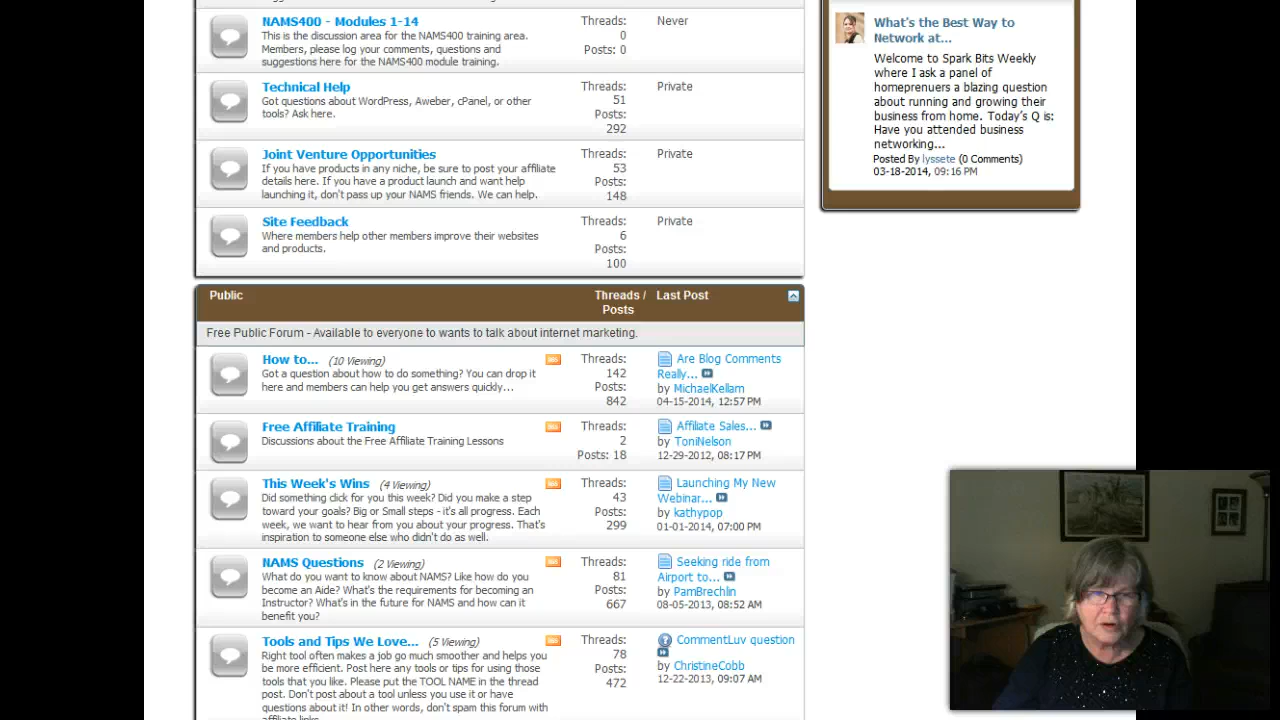 NAMS400 - Modules 1-14
This is the discussion area for the NAMS400 training area.
Members, please log your comments, questions and
suggestions here for the NAMS400 module training.
Threads:
0
Posts: 0
Never
Technical Help
Got questions about WordPress, Aweber, cPanel, or other
tools? Ask here.
Threads:
51
Posts:
292
Private
Joint Venture Opportunities
If you have products in any niche, be sure to post your affiliate
details here. If you have a product launch and want help
launching it, don't pass up your NAMS friends. We can help.
Threads:
53
Posts:
148
Private
Site Feedback
Where members help other members improve their websites
and products.
Threads:
6
Posts:
100
Private
Public
Threads /
Posts
Last Post
Free Public Forum - Available to everyone to wants to talk about internet marketing.
How to... (10 Viewing)
Got a question about how to do something? You can drop it
here and members can help you get answers quickly...
Threads:
142
Posts:
842
Are Blog Comments
Really...
by MichaelKellam
04-15-2014, 12:57 PM
Free Affiliate Training
Discussions about the Free Affiliate Training Lessons
Threads:
2
Posts: 18
Affiliate Sales...
by ToniNelson
12-29-2012, 08:17 PM
This Week's Wins (4 Viewing)
Did something click for you this week? Did you make a step
toward your goals? Big or Small steps - it's all progress. Each
week, we want to hear from you about your progress. That's
inspiration to someone else who didn't do as well.
Threads:
43
Posts:
299
Launching My New
Webinar...
by kathypop
01-01-2014, 07:00 PM
NAMS Questions (2 Viewing)
What do you want to know about NAMS? Like how do you
become an Aide? What's the requirements for becoming an
Instructor? What's in the future for NAMS and how can it
benefit you?
Threads:
81
Posts:
667
Seeking ride from
Airport to...
by PamBrechlin
08-05-2013, 08:52 AM
Tools and Tips We Love... (5 Viewing)
Right tool often makes a job go much smoother and helps you
be more efficient. Post here any tools or tips for using those
tools that you like. Please put the TOOL NAME in the thread
post. Don't post about a tool unless you use it or have
questions about it! In other words, don't spam this forum with
affiliate links.
Threads:
78
Posts:
472
CommentLuv question
by ChristineCobb
12-22-2013, 09:07 AM
What's the Best Way to
Network at...
Welcome to Spark Bits Weekly
where I ask a panel of
homeprenuers a blazing question
about running and growing their
business from home. Today's Q is:
Have you attended business
networking...
Posted By lyssete (0 Comments)
03-18-2014, 09:16 PM